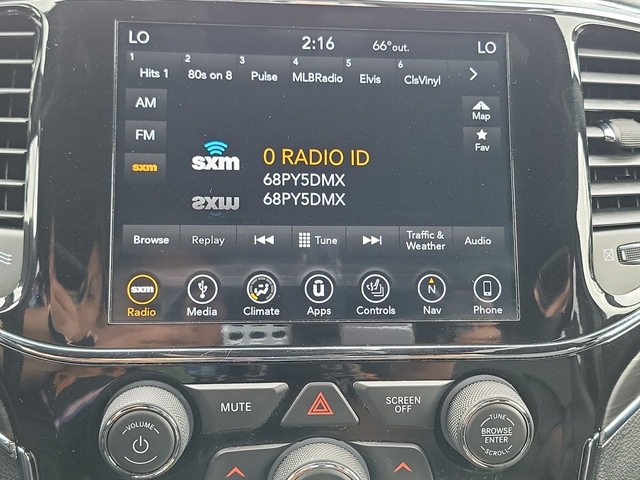 LO 2:16 66°out. LO
1 2 3 4 5 6
Hits 1 80s on 8 Pulse MLBRadio Elvis ClsVinyl
AM
Map
FM
Fav
sxm
sxm
0 RADIO ID
68PY5DMX
68PY5DMX
sxm
Browse Replay Tune Traffic & Weather Audio
sxm U N
Radio Media Climate Apps Controls Nav Phone
MUTE
SCREEN
OFF
VOLUME
TUNE
BROWSE
ENTER
SCROLL